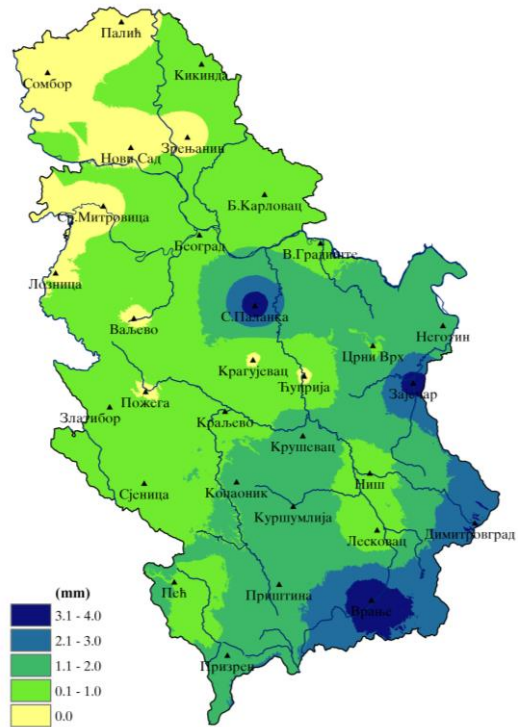 Палић
Кикинда
Сомбор
Зрењанин
Нови Сад
Б.Карловац
Ср.Митровица
Београд
В.Градиште
Лозница
С.Паланка
Ваљево
Неготин
Црни Врх
Крагујевац
Ћуприја
Зајечар
Пожега
Златибор
Краљево
Крушевац
Ниш
Сјеница
Копаоник
Куршумлија
Димитровград
Лесковац
Пећ
Приштина
Врање
Призрен
(mm)
3.1 - 4.0
2.1 - 3.0
1.1 - 2.0
0.1 - 1.0
0.0